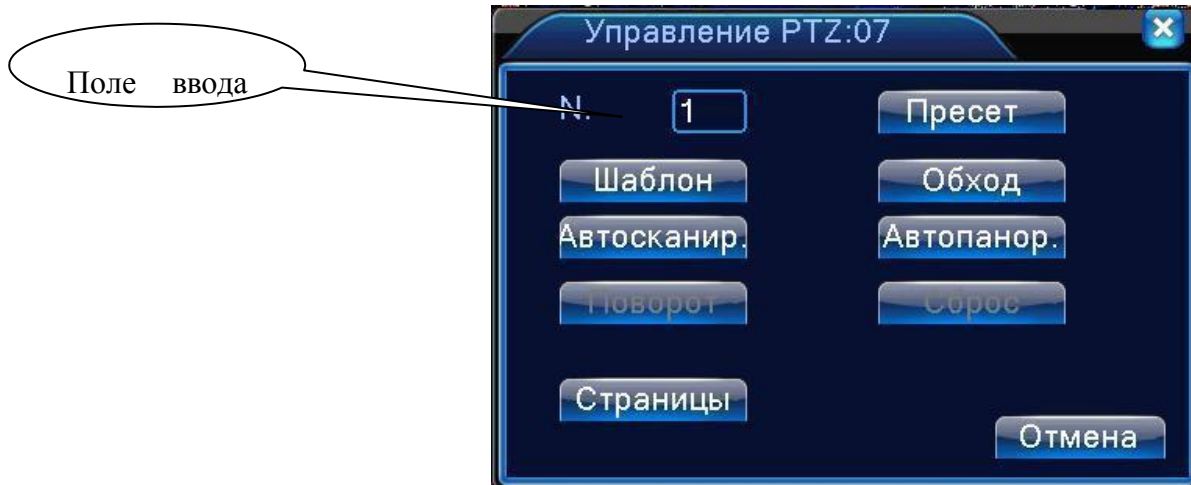 Управление PTZ:07
Поле ввода
N. 1 Пресет
Шаблон Обход
Автосканир. Автопанор.
Поворот Сброс
Страницы
Отмена